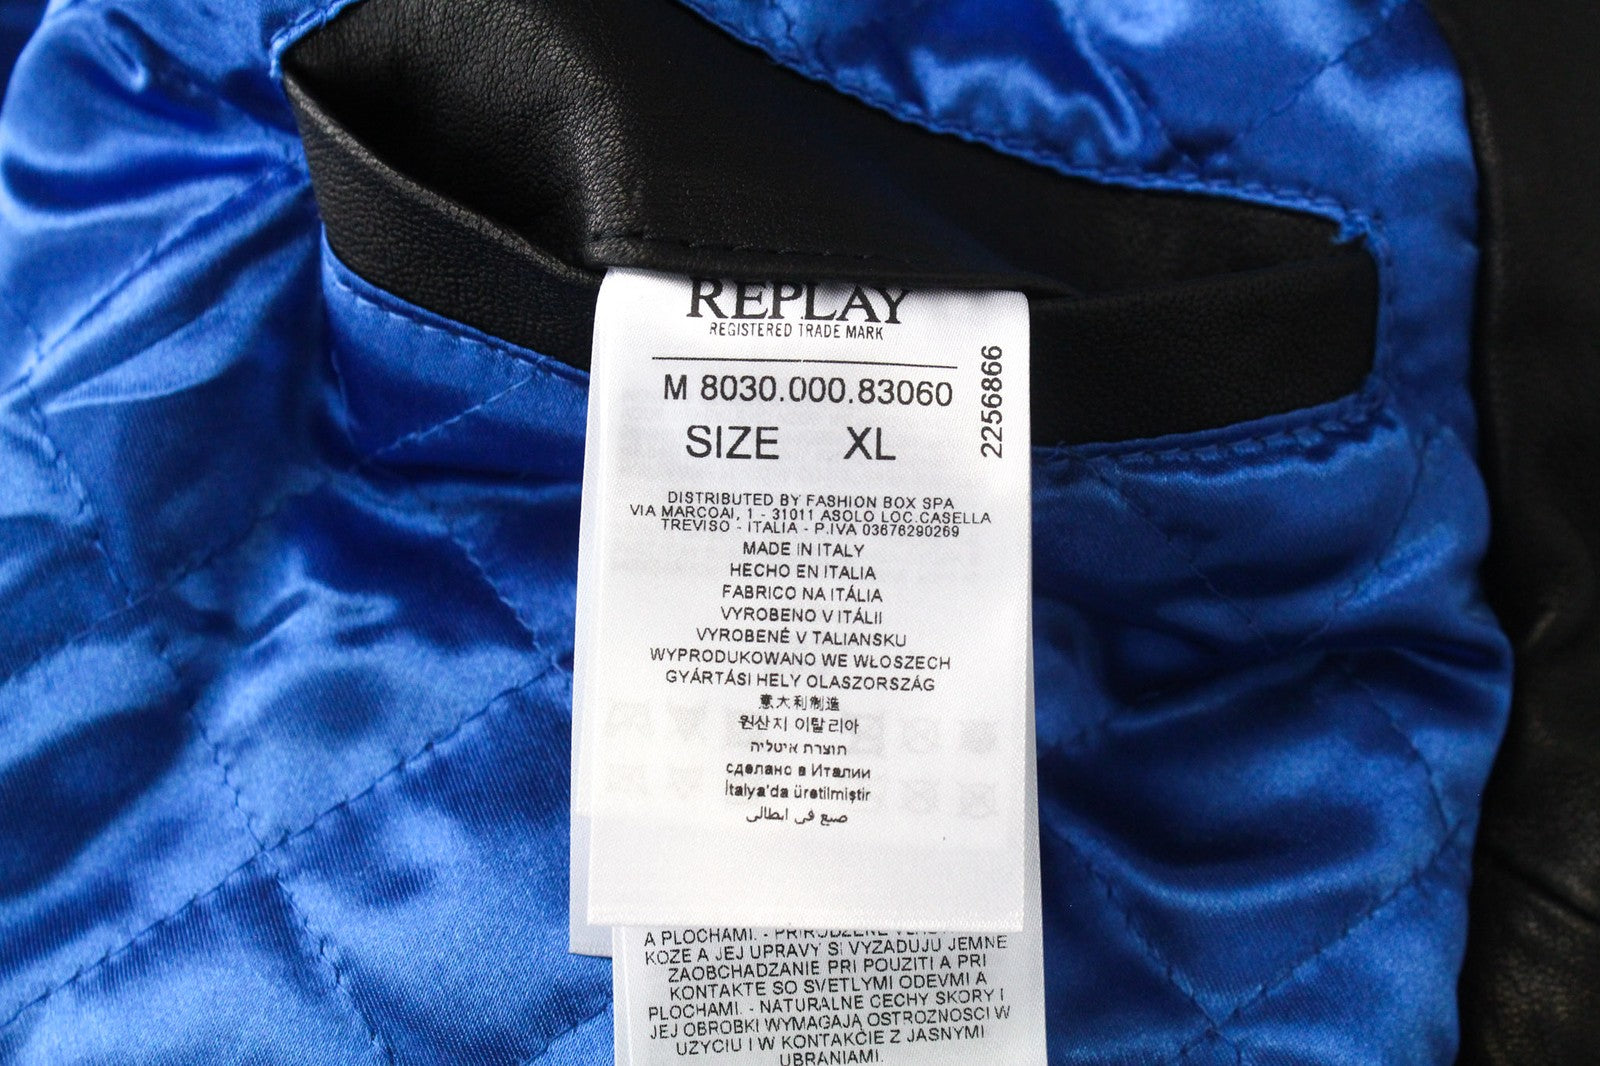 REPLAY
REGISTERED TRADE MARK
M 8030.000.83060
SIZE XL
2256866
DISTRIBUTED BY FASHION BOX SPA
VIA MARCOAI, 1 - 31011 ASOLO LOC.CASELLA
TREVISO - ITALIA - P.IVA 03676290269
MADE IN ITALY
HECHO EN ITALIA
FABRICO NA ITÁLIA
VYROBENO V ITÁLII
VYROBENÉ V TALIANSKU
WYPRODUKOWANO WE WŁOSZECH
GYÁRTÁSI HELY OLASZORSZÁG
意大利制造
원산지 이탈리아
תוצרת איטליה
сделано в Италии
İtalya'da üretilmiştir
صنع في ايطالي
A PLOCHAMI. - PRIRODZENÉ
KOZE A JEJ UPRAVY SI VYZADUJU JEMNE
ZAOBCHADZANIE PRI POUZITI A PRI
KONTAKTE SO SVETLYMI ODEVMI A
PLOCHAMI. - NATURALNE CECHY SKORY I
JEJ OBROBKI WYMAGAJĄ OSTROZNOSCI W
UZYCIU I W KONTAKCIE Z JASNYMI
UBRANIAMI.